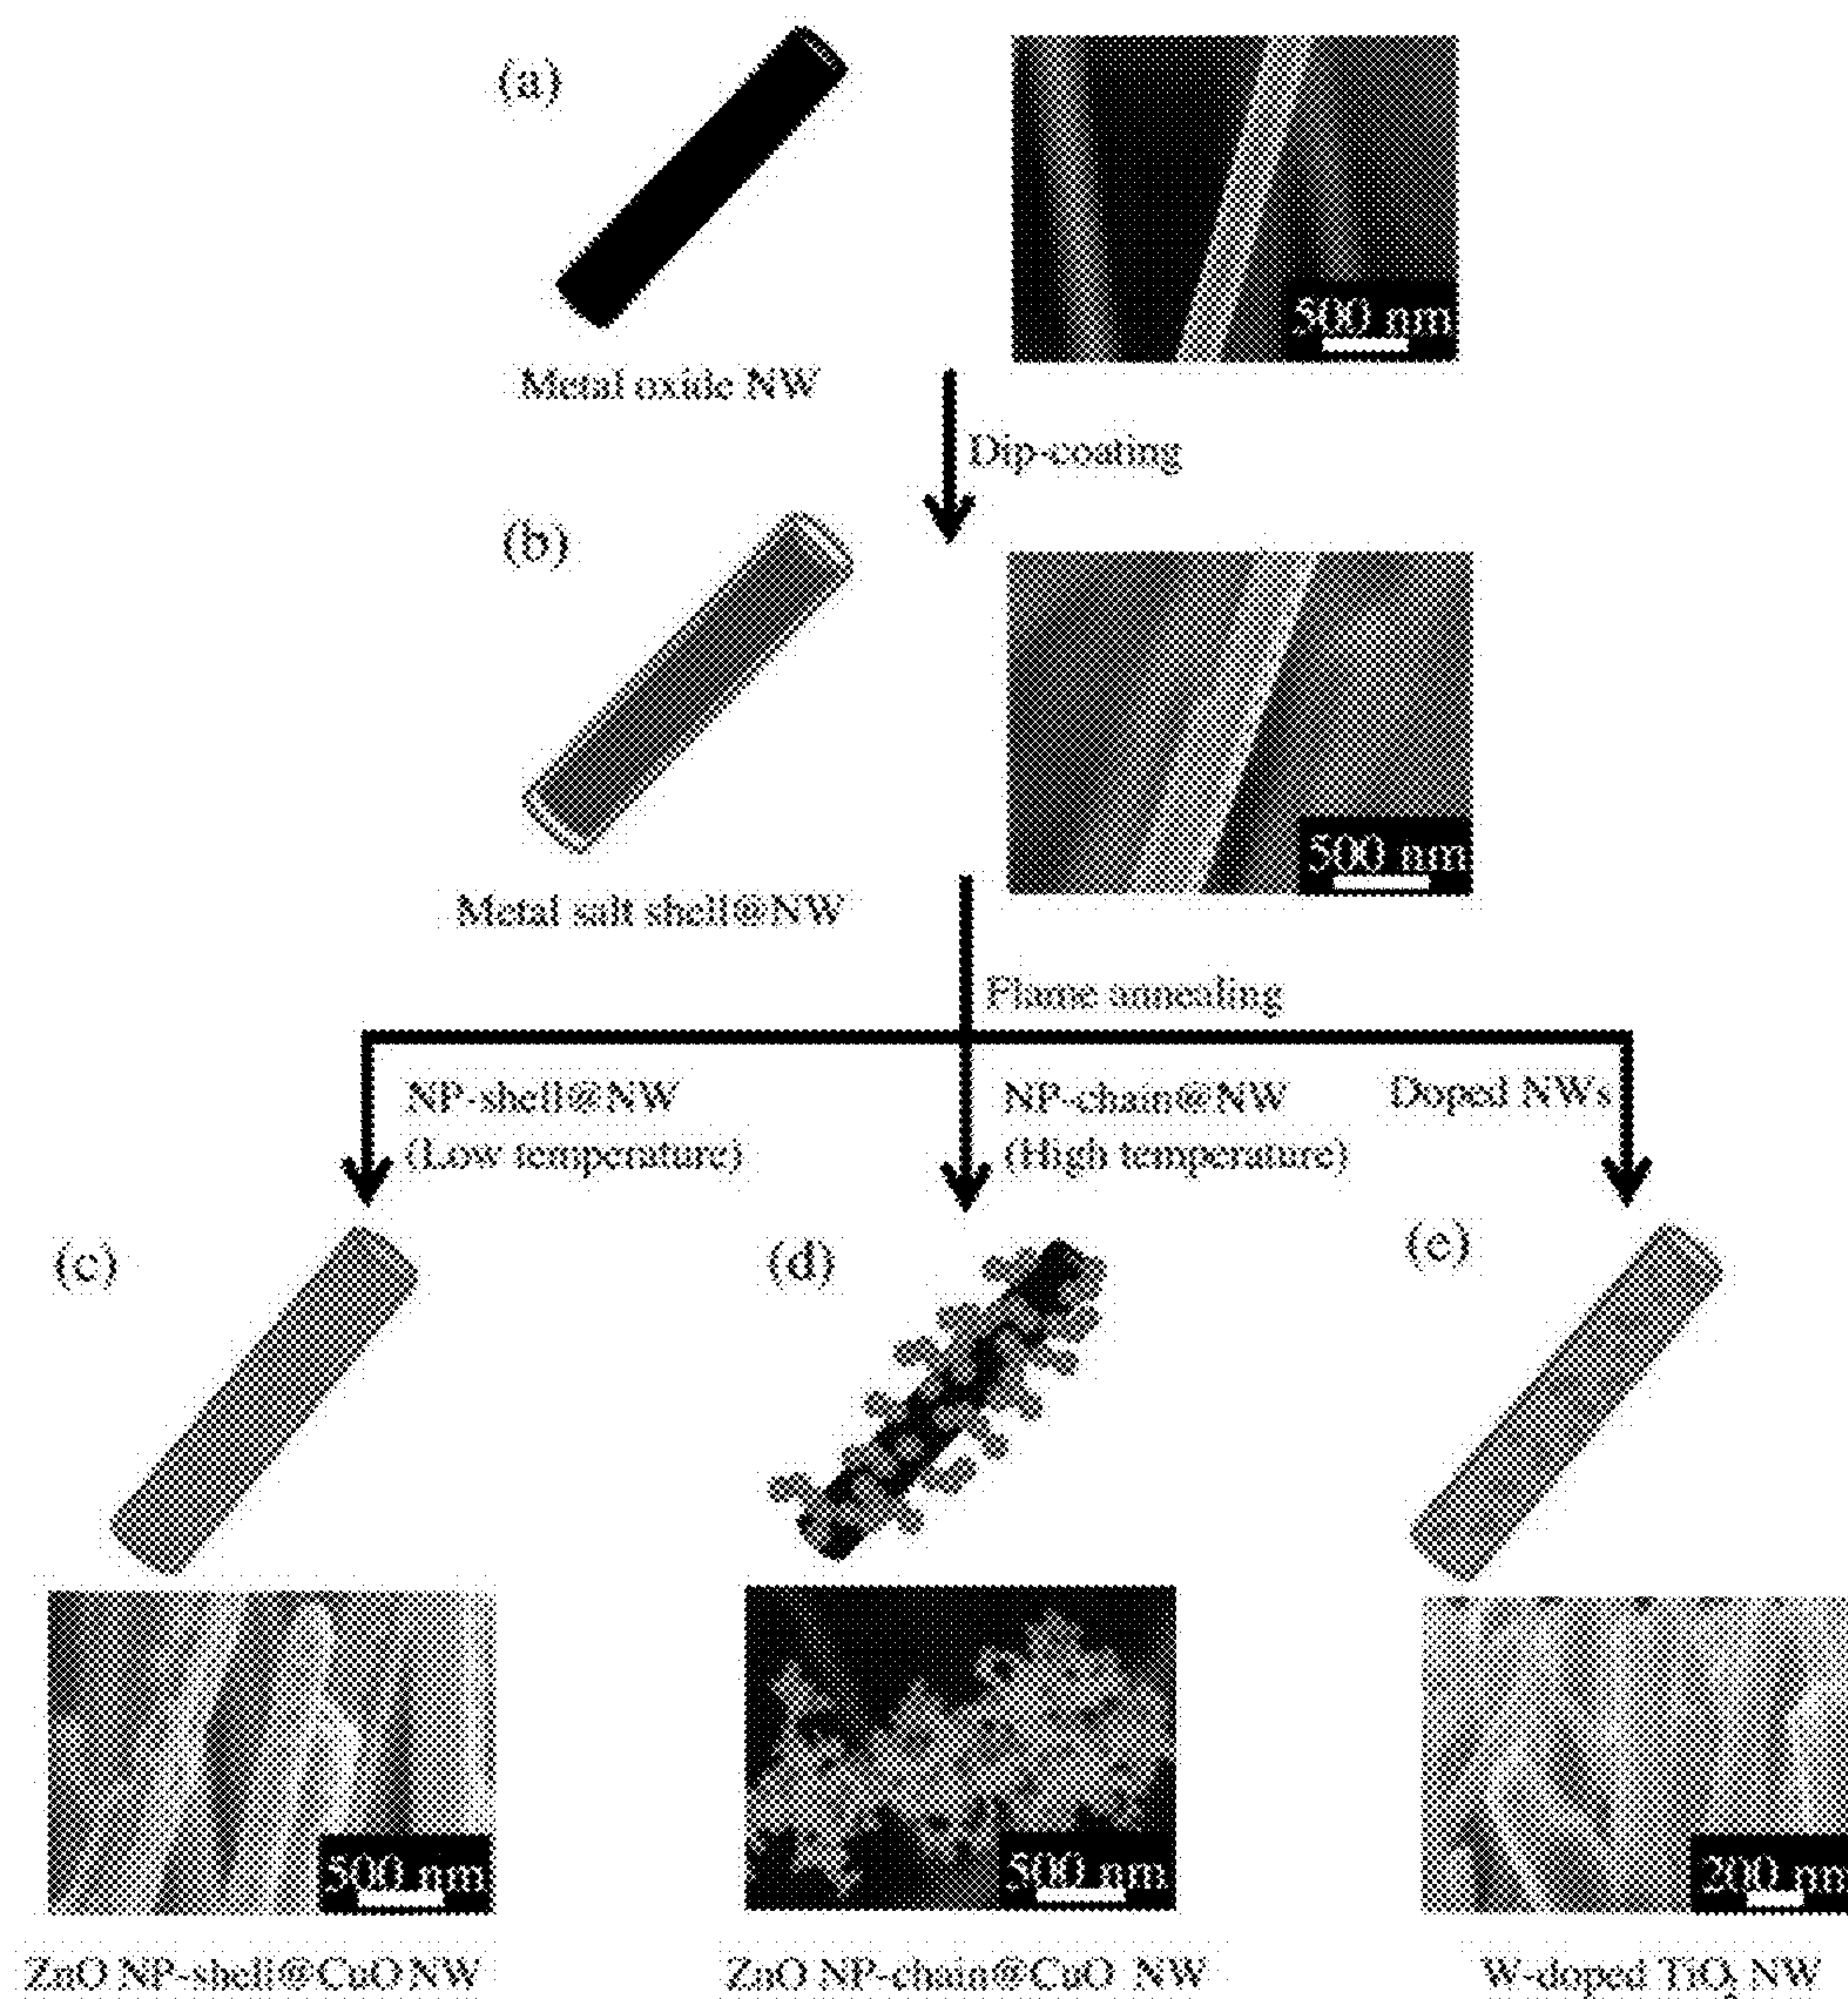 (a)
500 nm
Metal oxide NW
Dip-coating
(b)
500 nm
Metal salt shell@NW
Flame annealing
NP-shell@NW
(Low temperature)
NP-chain@NW
(High temperature)
Doped NWs
(c)
(d)
(e)
500 nm
500 nm
200 nm
ZnO NP-shell@CuO NW
ZnO NP-chain@CuO NW
W-doped TiO₂ NW